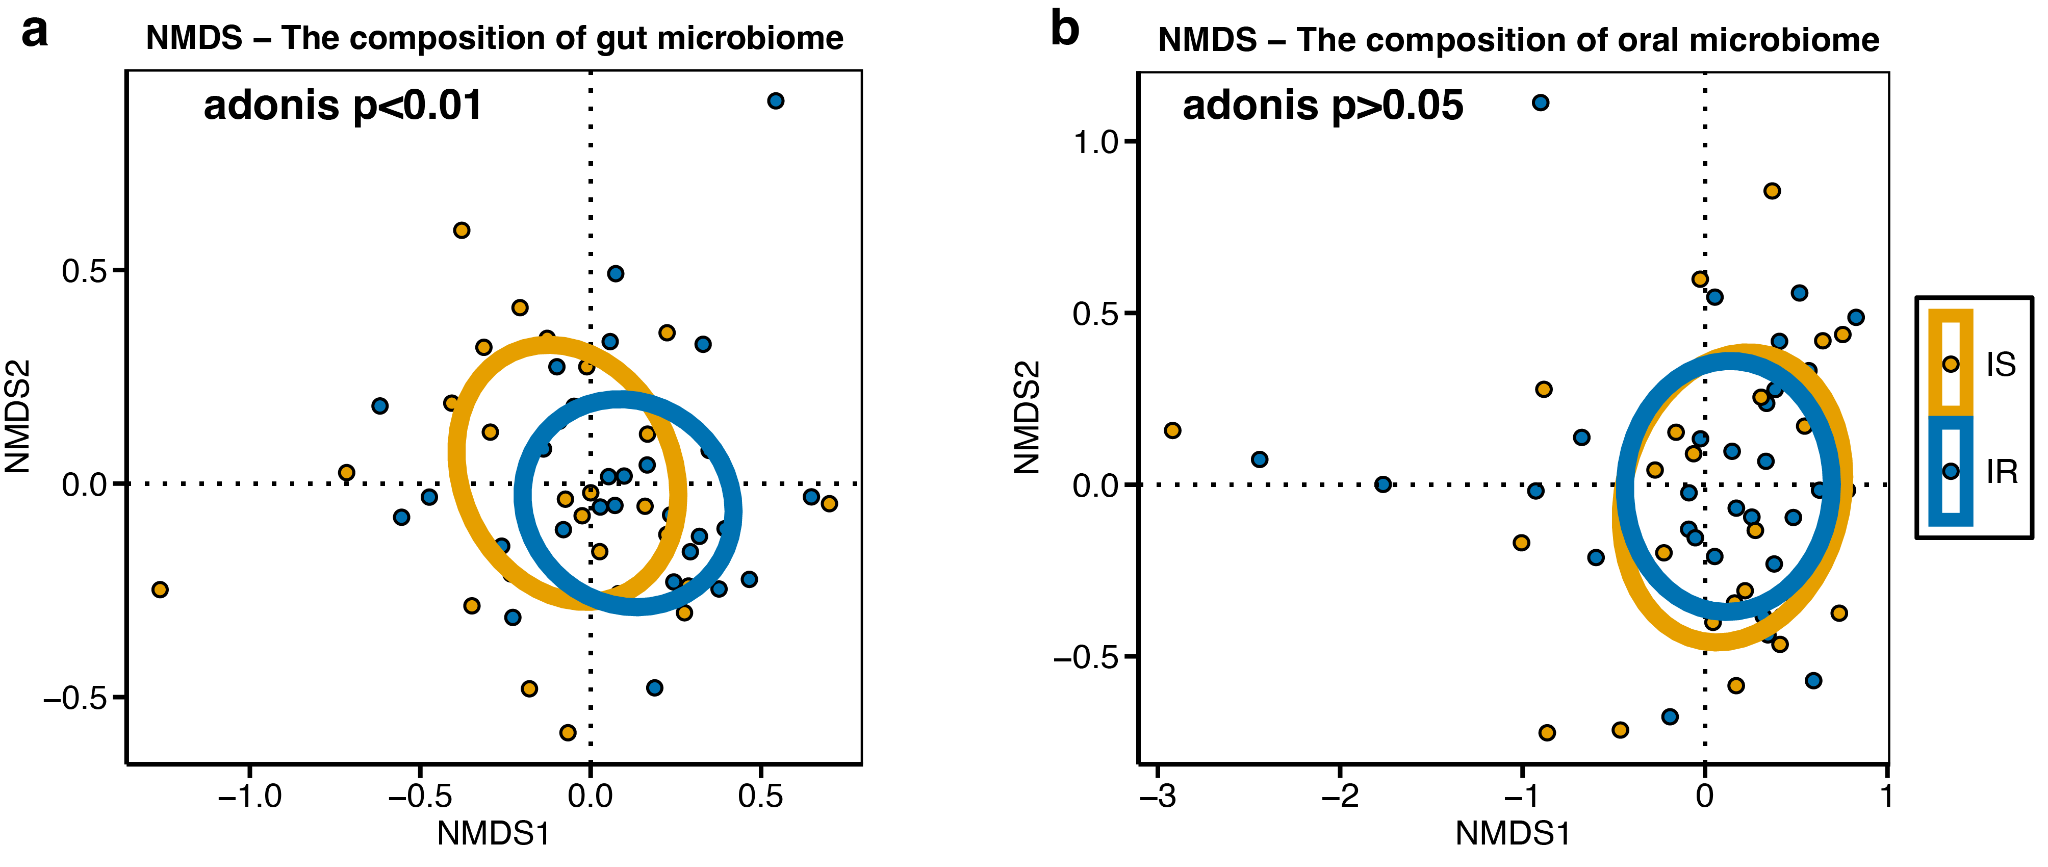 a
NMDS – The composition of gut microbiome
adonis p<0.01
NMDS2
0.5
0.0
−0.5
−1.0
−0.5
0.0
0.5
NMDS1
b
NMDS – The composition of oral microbiome
adonis p>0.05
NMDS2
1.0
0.5
0.0
−0.5
−3
−2
−1
0
1
NMDS1
IS
IR